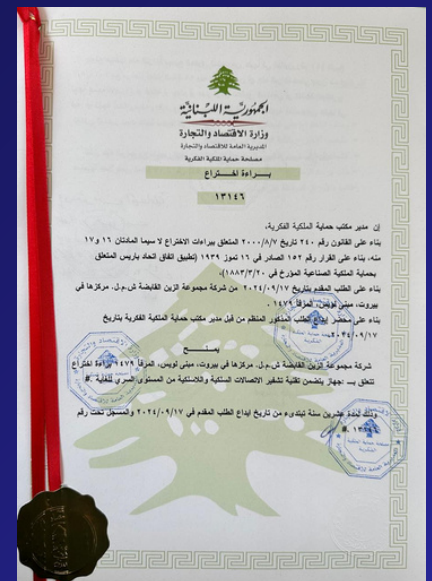 الجمهورية اللبنانية
وزارة الاقتصاد والتجارة
المديرية العامة للاقتصاد والتجارة
مصلحة حماية الملكية الفكرية
بـــراءة اخـــتراع
١٣١٤٦
إن مدير مكتب حماية الملكية الفكرية،
بناء على القانون رقم ٢٤٠ تاريخ ٢٠٠٠/٨/٧ المتعلق ببراءات الاختراع لا سيما المادتان ١٦ و ١٧
منه، بناء على القرار رقم ١٥٢ الصادر في ١٦ تموز ١٩٣٩ (تطبيق اتفاق اتحاد باريس المتعلق
بحماية الملكية الصناعية المؤرخ في ١٨٨٣/٣/٢٠)،
بناء على الطلب المقدم بتاريخ ٢٠٢٤/٠٩/١٧ من شركة مجموعة الزين القابضة ش.م.ل. مركزها في
بيروت، مبنى لويس، المرفأ ١٤٧٩
بناء على محضر إيداع الطلب المذكور المنظم من قبل مدير مكتب حماية الملكية الفكرية بتاريخ
٢٠٢٤/٠٩/١٧
يمنـــح
شركة مجموعة الزين القابضة ش.م.ل. مركزها في بيروت، مبنى لويس، المرفأ ١٤٧٩ براءة اختراع
تتعلق بـ :جهاز يتضمن تقنية تشفير الاتصالات السلكية واللاسلكية من المستوى السري للغاية .#
وذلك لمدة عشرين سنة تبتدىء من تاريخ ايداع الطلب المقدم في ٢٠٢٤/٠٩/١٧ والمسجل تحت رقم